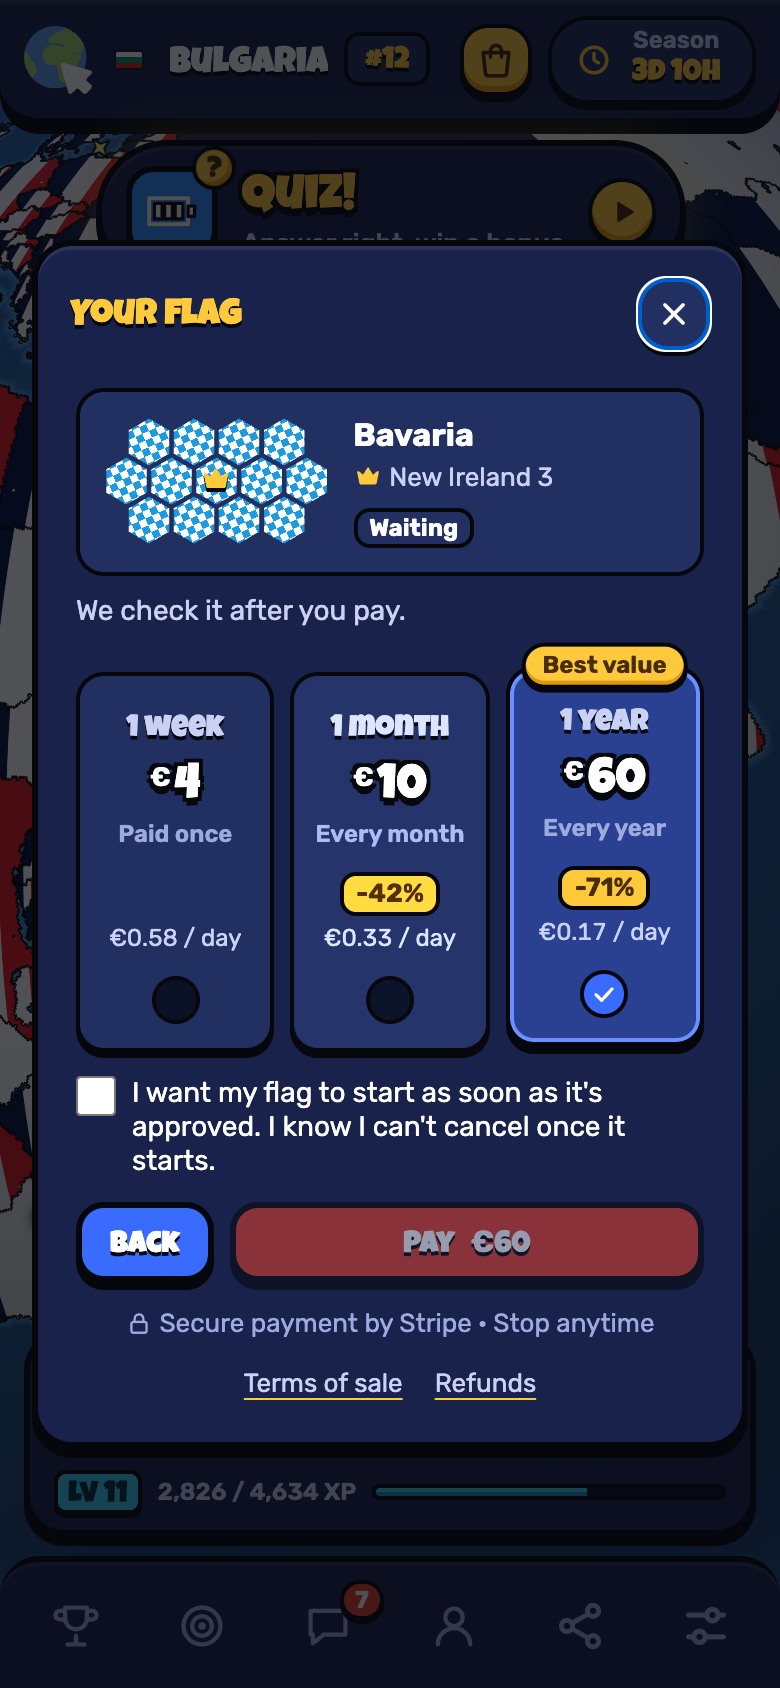 BULGARIA
#12
Season
3D 10H
?
QUIZ!
Answer right, win a bonus
YOUR FLAG
Bavaria
New Ireland 3
Waiting
We check it after you pay.
Best value
1 week
€4
Paid once
€0.58 / day
1 month
€10
Every month
-42%
€0.33 / day
1 year
€60
Every year
-71%
€0.17 / day
I want my flag to start as soon as it's
approved. I know I can't cancel once it
starts.
BACK
PAY €60
Secure payment by Stripe • Stop anytime
Terms of sale
Refunds
LV 11
2,826 / 4,634 XP
7